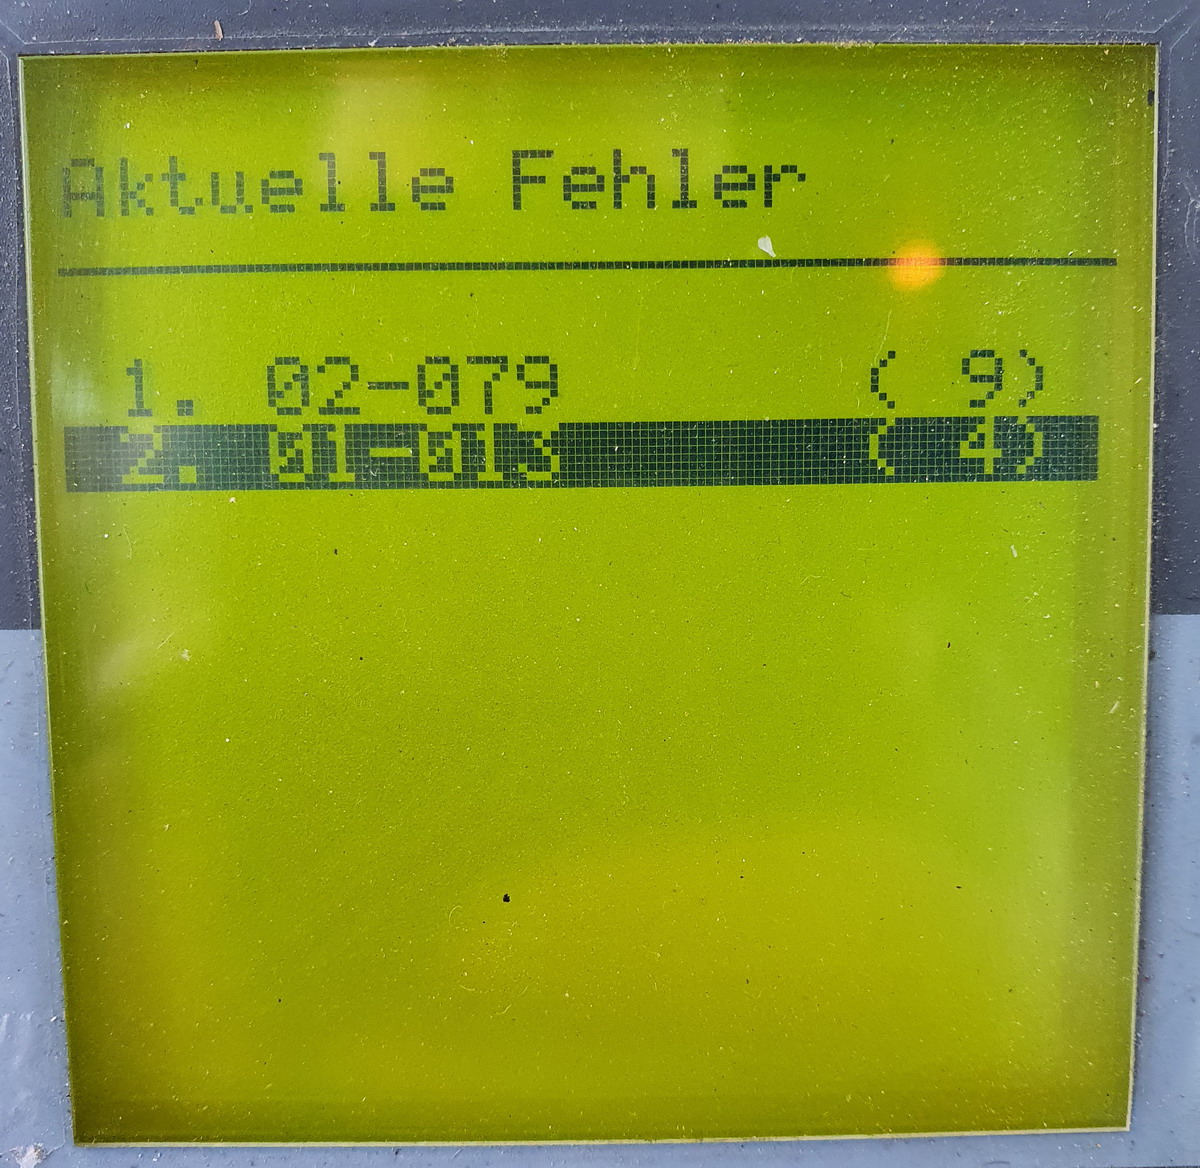 Aktuelle Fehler
1. 02-079 ( 9)
2. 01-013 ( 4)